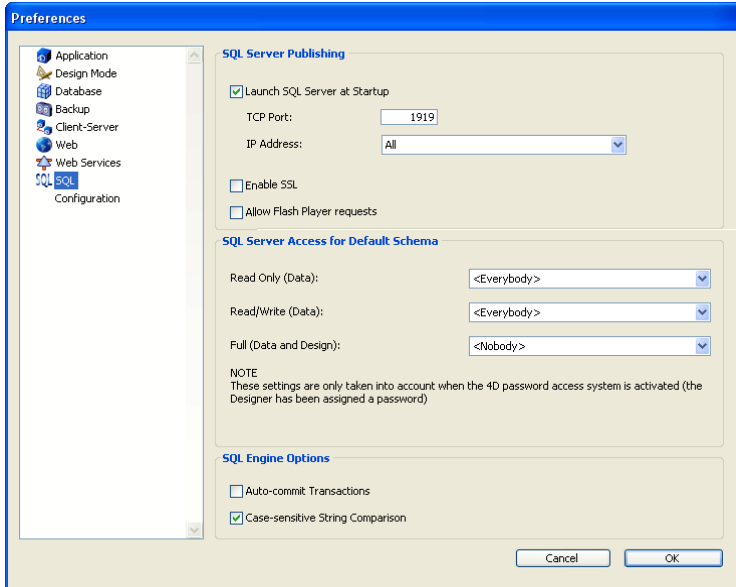 Preferences
Application
Design Mode
Database
Backup
Client-Server
Web
Web Services
SQL SQL
Configuration
SQL Server Publishing
Launch SQL Server at Startup
TCP Port: 1919
IP Address: All
Enable SSL
Allow Flash Player requests
SQL Server Access for Default Schema
Read Only (Data): <Everybody>
Read/Write (Data): <Everybody>
Full (Data and Design): <Nobody>
NOTE
These settings are only taken into account when the 4D password access system is activated (the
Designer has been assigned a password)
SQL Engine Options
Auto-commit Transactions
Case-sensitive String Comparison
Cancel OK